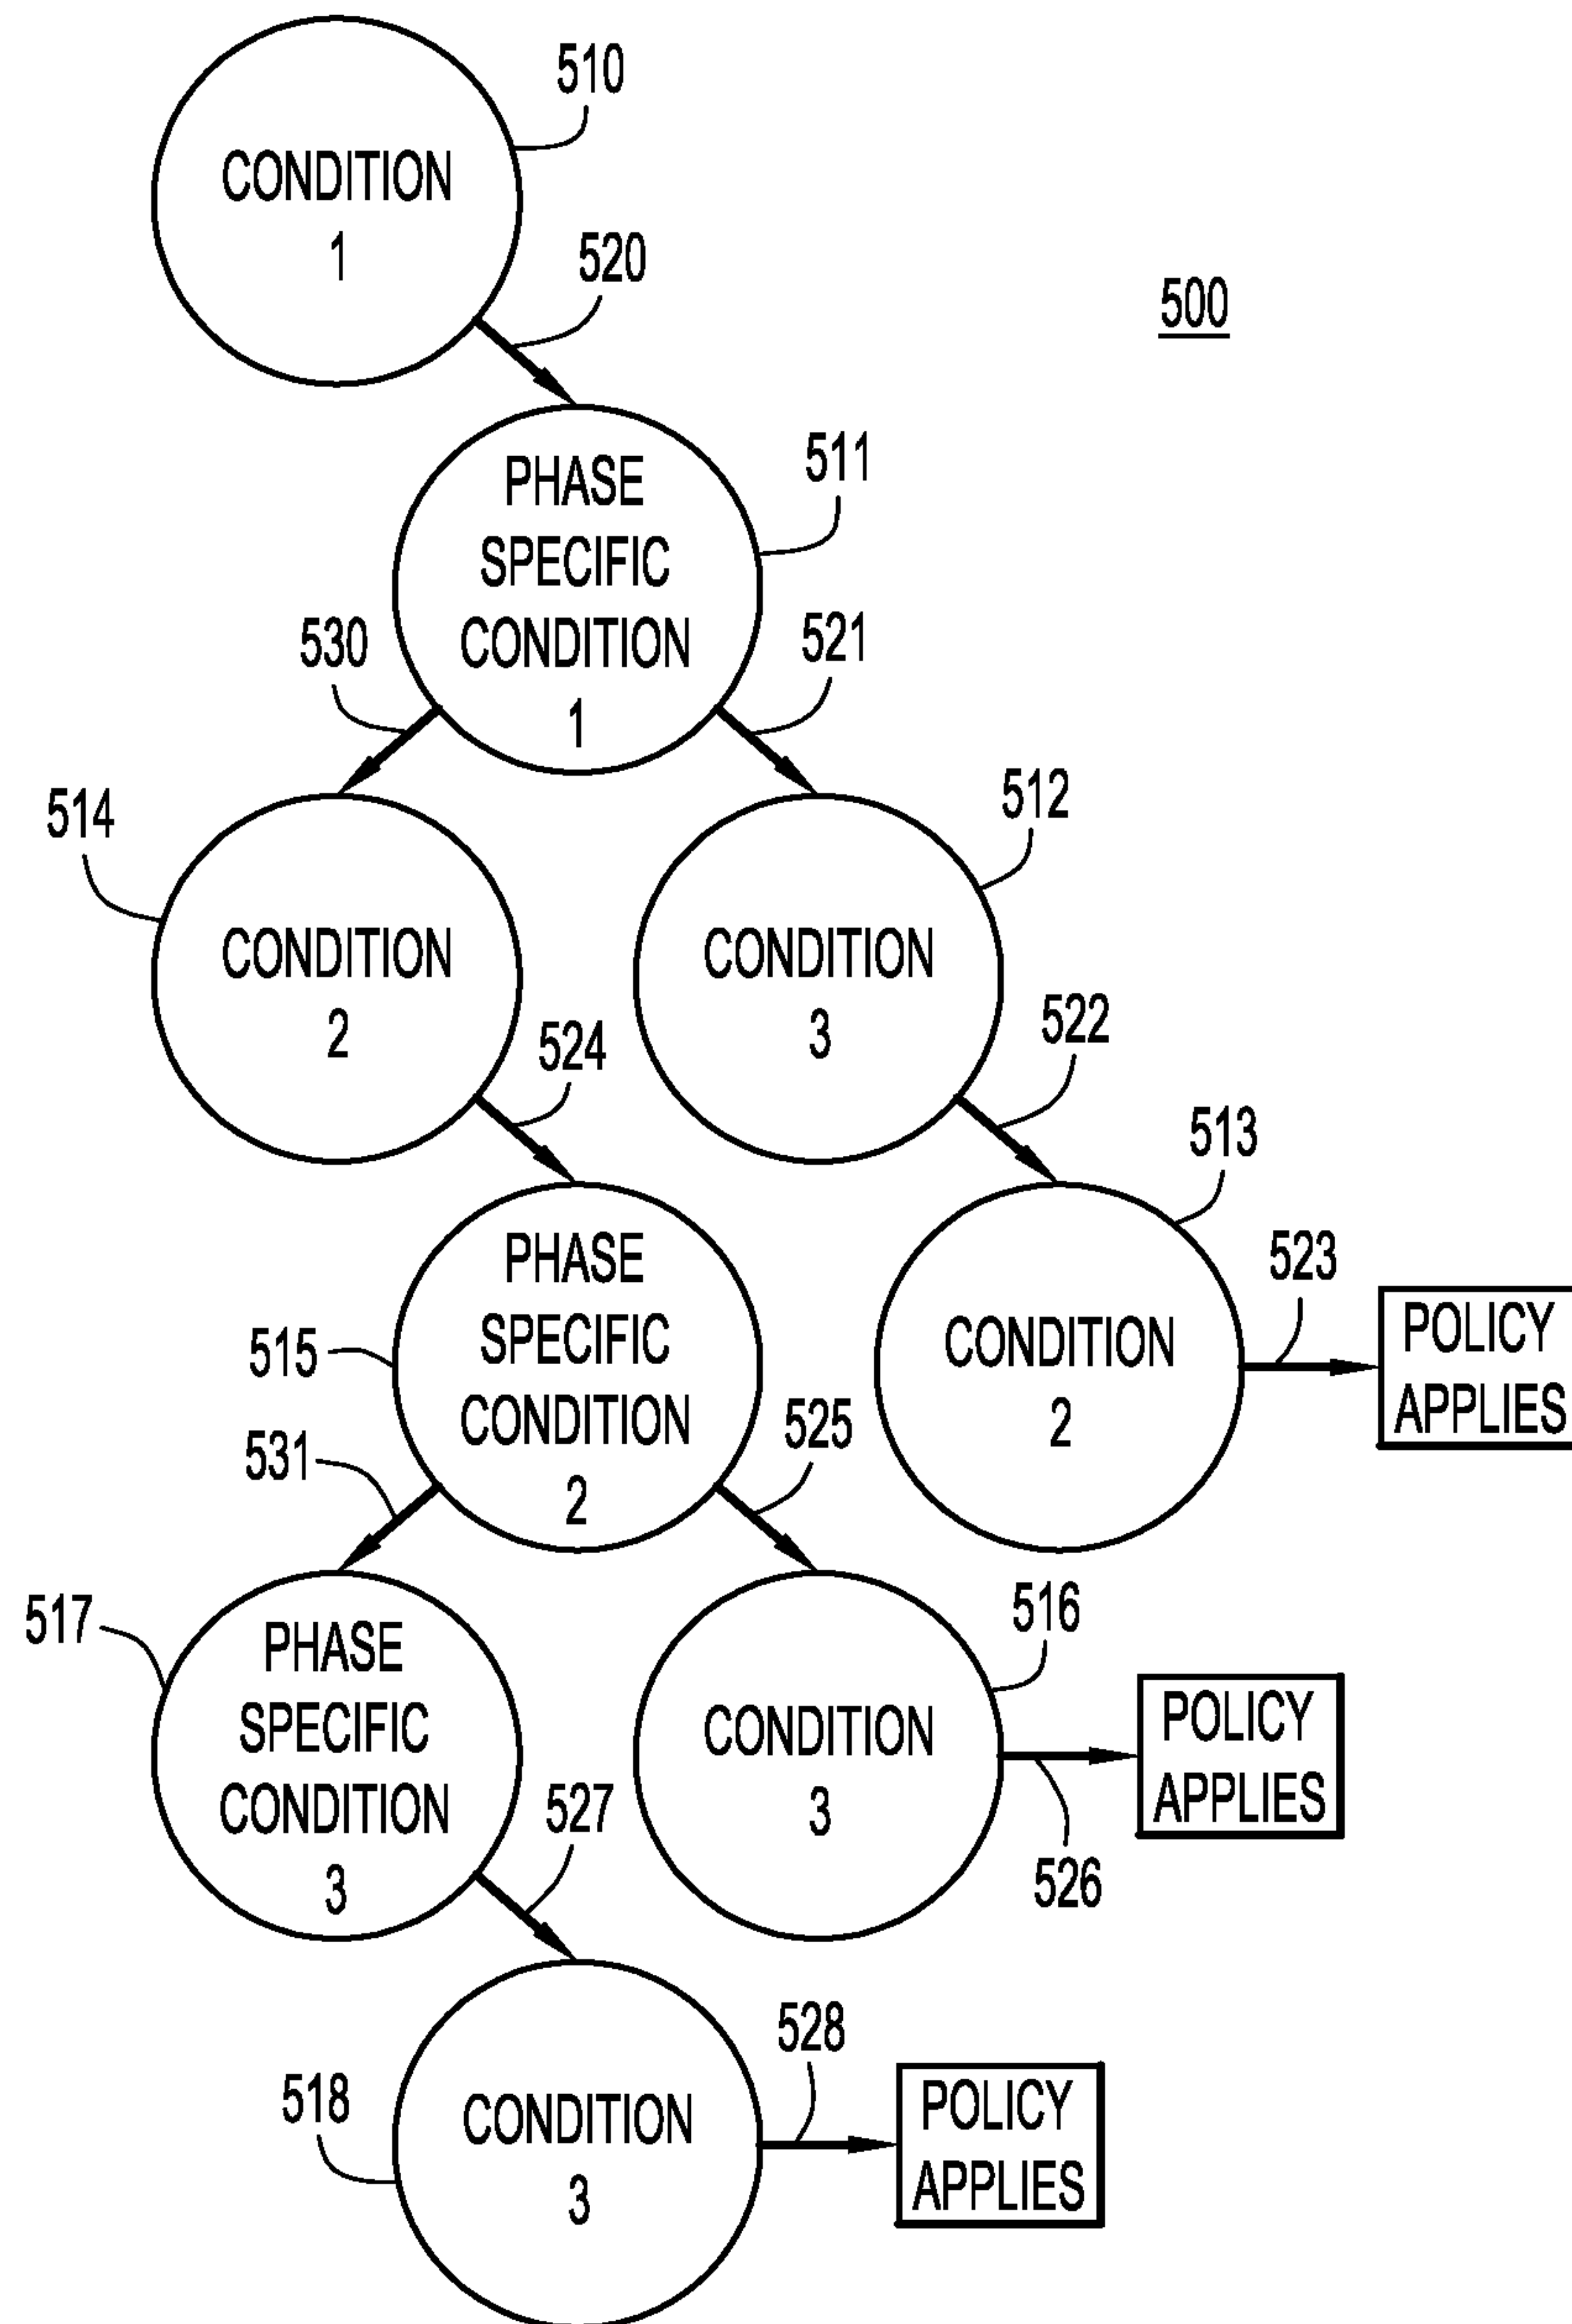 510
CONDITION
1
520
500
PHASE
SPECIFIC
CONDITION
1
511
530
521
514
512
CONDITION
2
CONDITION
3
524
522
513
PHASE
SPECIFIC
CONDITION
2
515
CONDITION
2
523
POLICY
APPLIES
531
525
517
PHASE
SPECIFIC
CONDITION
3
516
CONDITION
3
POLICY
APPLIES
526
527
518
CONDITION
3
528
POLICY
APPLIES